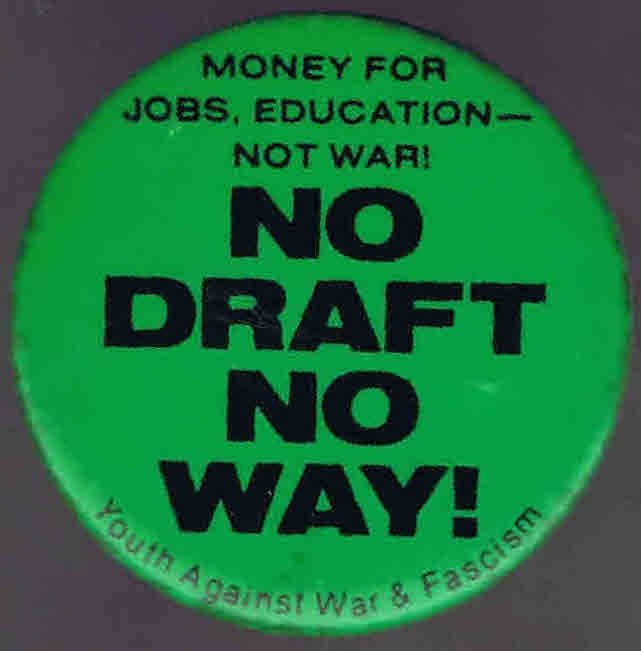 MONEY FOR
JOBS, EDUCATION—
NOT WAR!
NO
DRAFT
NO
WAY!
Youth Against War & Fascism